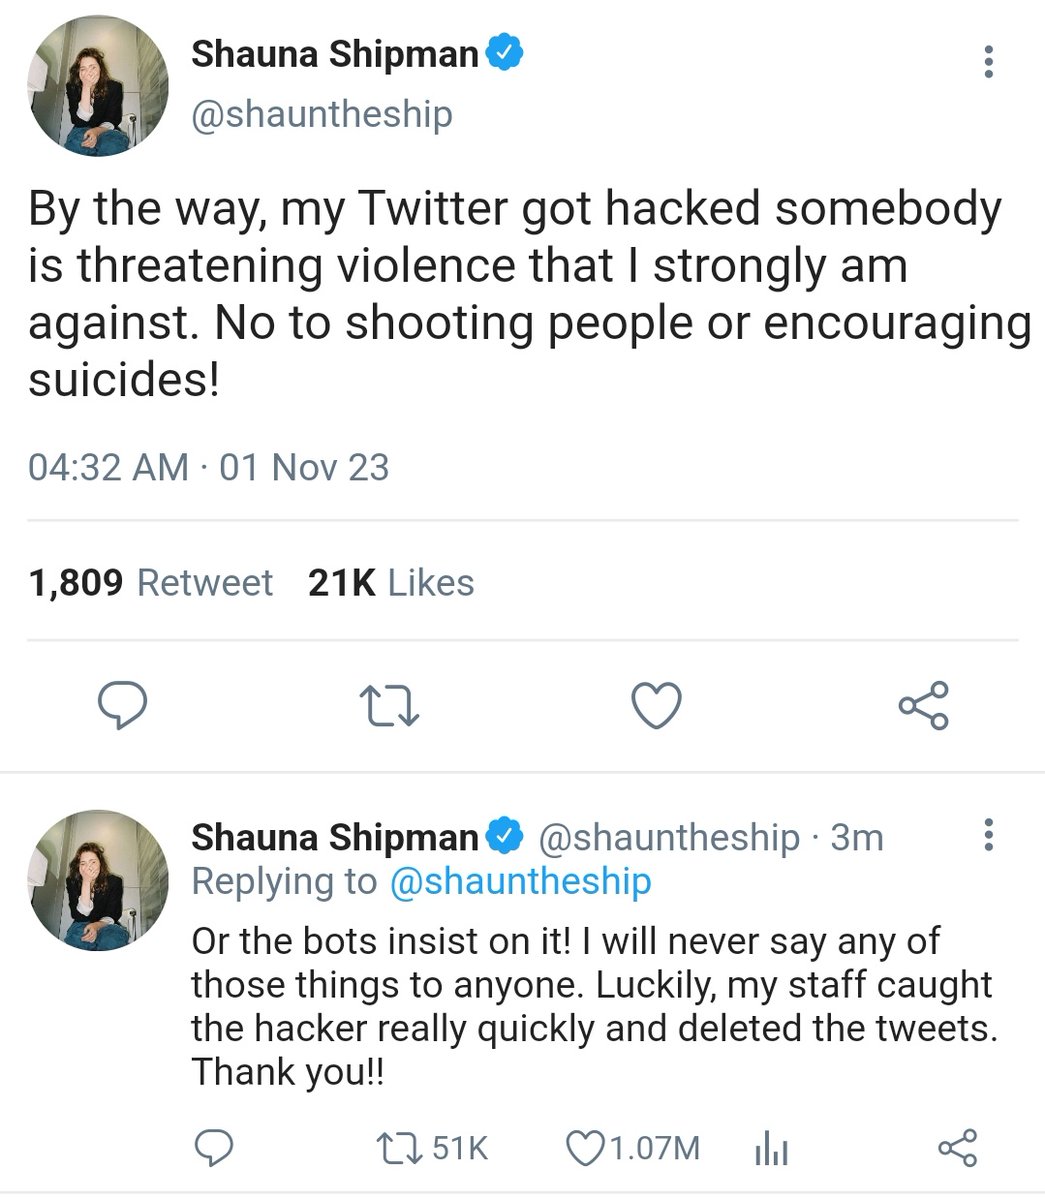 Shauna Shipman
@shauntheship
By the way, my Twitter got hacked somebody
is threatening violence that I strongly am
against. No to shooting people or encouraging
suicides!
04:32 AM · 01 Nov 23
1,809 Retweet 21K Likes
Shauna Shipman @shauntheship · 3m
Replying to @shauntheship
Or the bots insist on it! I will never say any of
those things to anyone. Luckily, my staff caught
the hacker really quickly and deleted the tweets.
Thank you!!
51K 1.07M